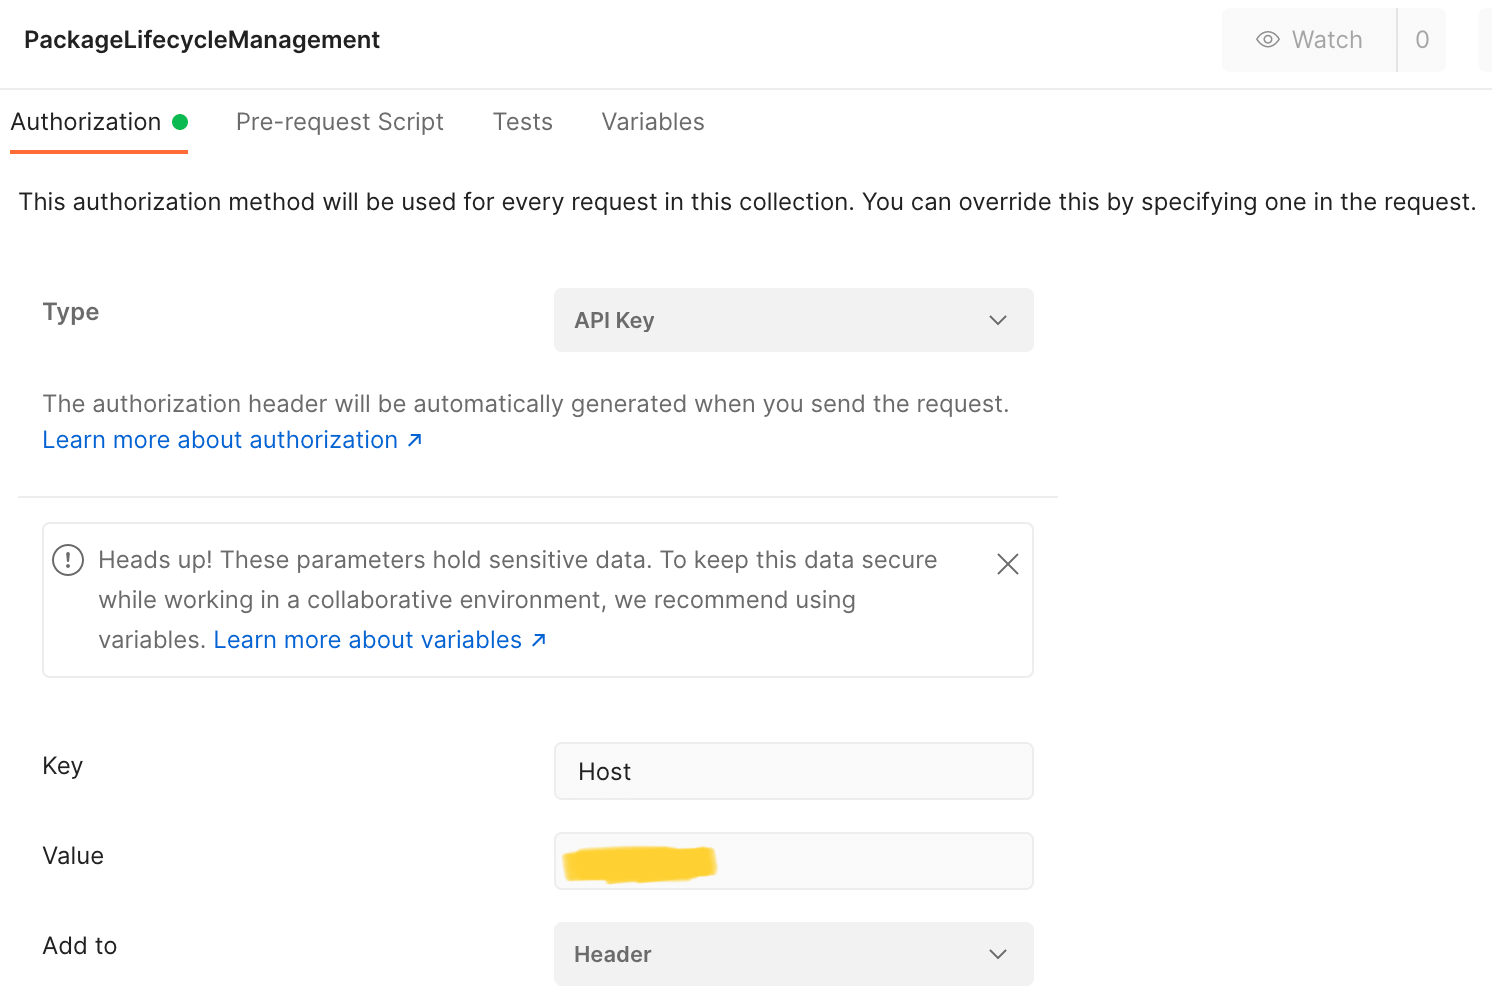 PackageLifecycleManagement
Watch
0
Authorization
Pre-request Script
Tests
Variables
This authorization method will be used for every request in this collection. You can override this by specifying one in the request.
Type
API Key
The authorization header will be automatically generated when you send the request.
Learn more about authorization ↗
Heads up! These parameters hold sensitive data. To keep this data secure
while working in a collaborative environment, we recommend using
variables. Learn more about variables ↗
Key
Host
Value
Add to
Header